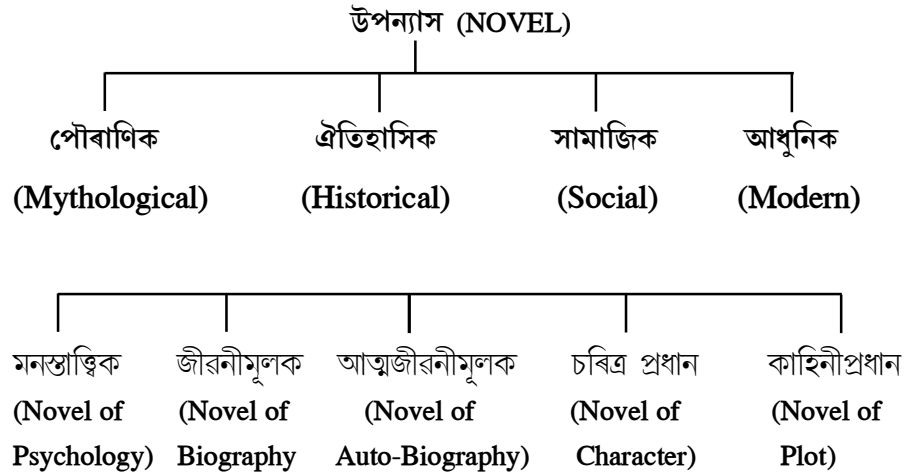 উপন্যাস (NOVEL)
পৌৰাণিক ঐতিহাসিক সামাজিক আধুনিক
(Mythological) (Historical) (Social) (Modern)
মনস্তাত্ত্বিক জীৱনীমূলক আত্মজীৱনীমূলক চৰিত্ৰ প্ৰধান কাহিনীপ্ৰধান
(Novel of (Novel of (Novel of (Novel of (Novel of
Psychology) Biography Auto-Biography) Character) Plot)